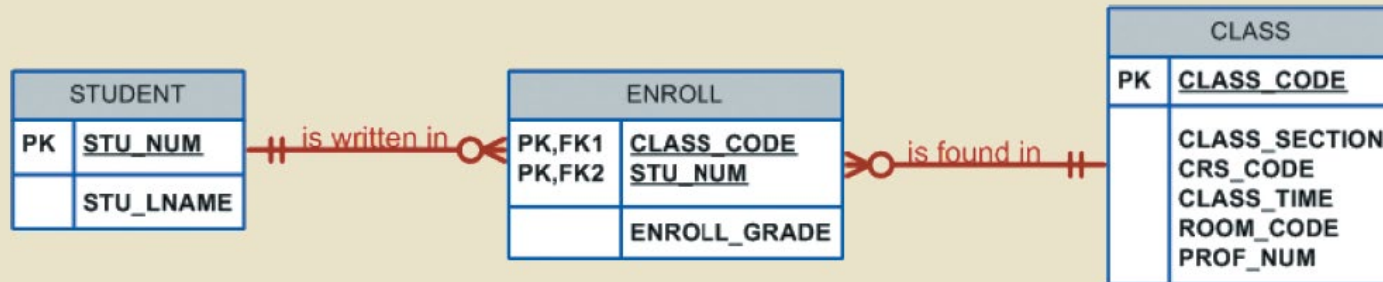 STUDENT
PK STU_NUM
STU_LNAME
is written in
ENROLL
PK,FK1 CLASS_CODE
PK,FK2 STU_NUM
ENROLL_GRADE
is found in
CLASS
PK CLASS_CODE
CLASS_SECTION
CRS_CODE
CLASS_TIME
ROOM_CODE
PROF_NUM